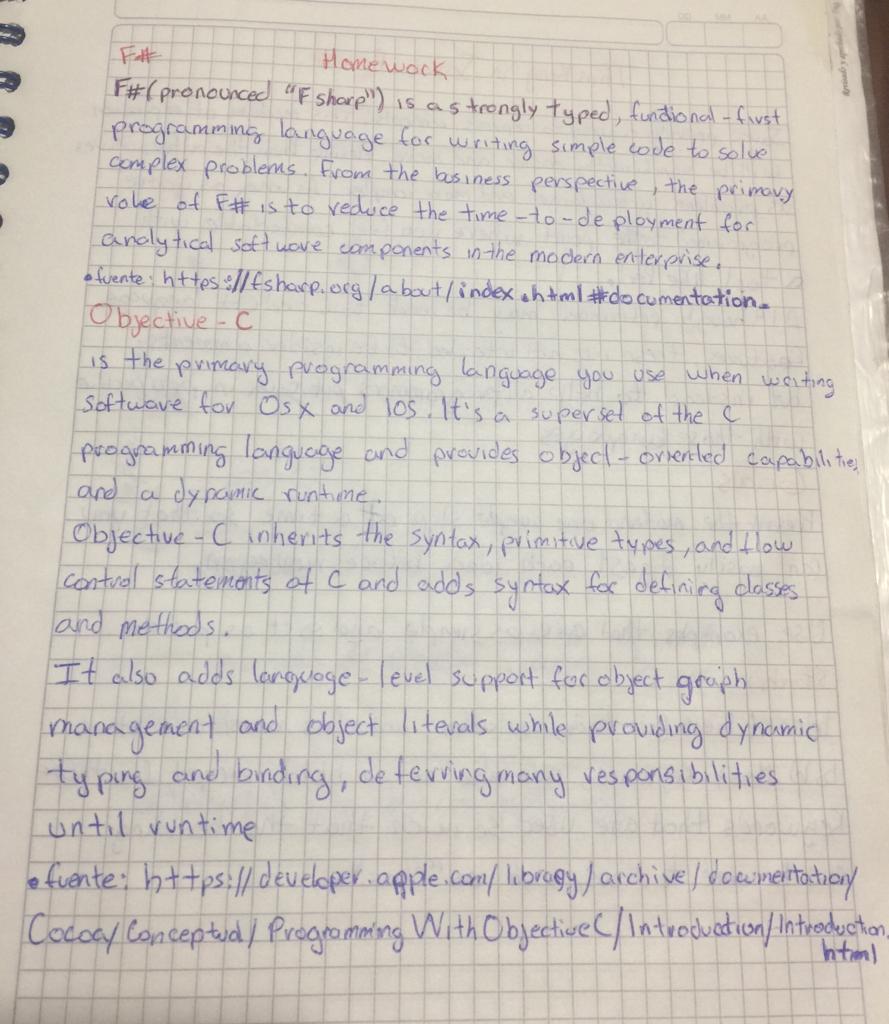 F# Homework
F# (pronounced "F sharp") is a strongly typed, functional-first
programming language for writing simple code to solve
complex problems. From the business perspective, the primary
role of F# is to reduce the time-to-deployment for
analytical software components in the modern enterprise.
• fuente: https://fsharp.org/about/index.html#documentation.
Objective-C
is the primary programming language you use when writing
software for OS X and IOS. It's a superset of the C
programming language and provides object-oriented capabilities
and a dynamic runtime.
Objective-C inherits the syntax, primitive types, and flow
control statements of C and adds syntax for defining classes
and methods.
It also adds language-level support for object graph
management and object literals while providing dynamic
typing and binding, deferring many responsibilities
until runtime
• fuente: https://developer.apple.com/library/archive/documentation/
Cocoa/Conceptual/ProgrammingWithObjectiveC/Introduction/Introduction.
html